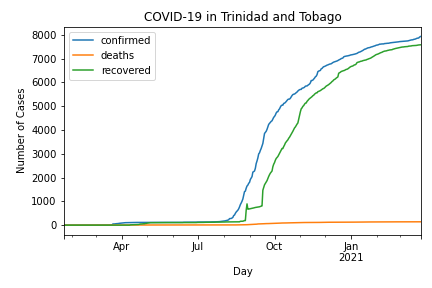 COVID-19 in Trinidad and Tobago
confirmed
deaths
recovered
Number of Cases
8000
7000
6000
5000
4000
3000
2000
1000
0
Apr
Jul
Oct
Jan
2021
Day